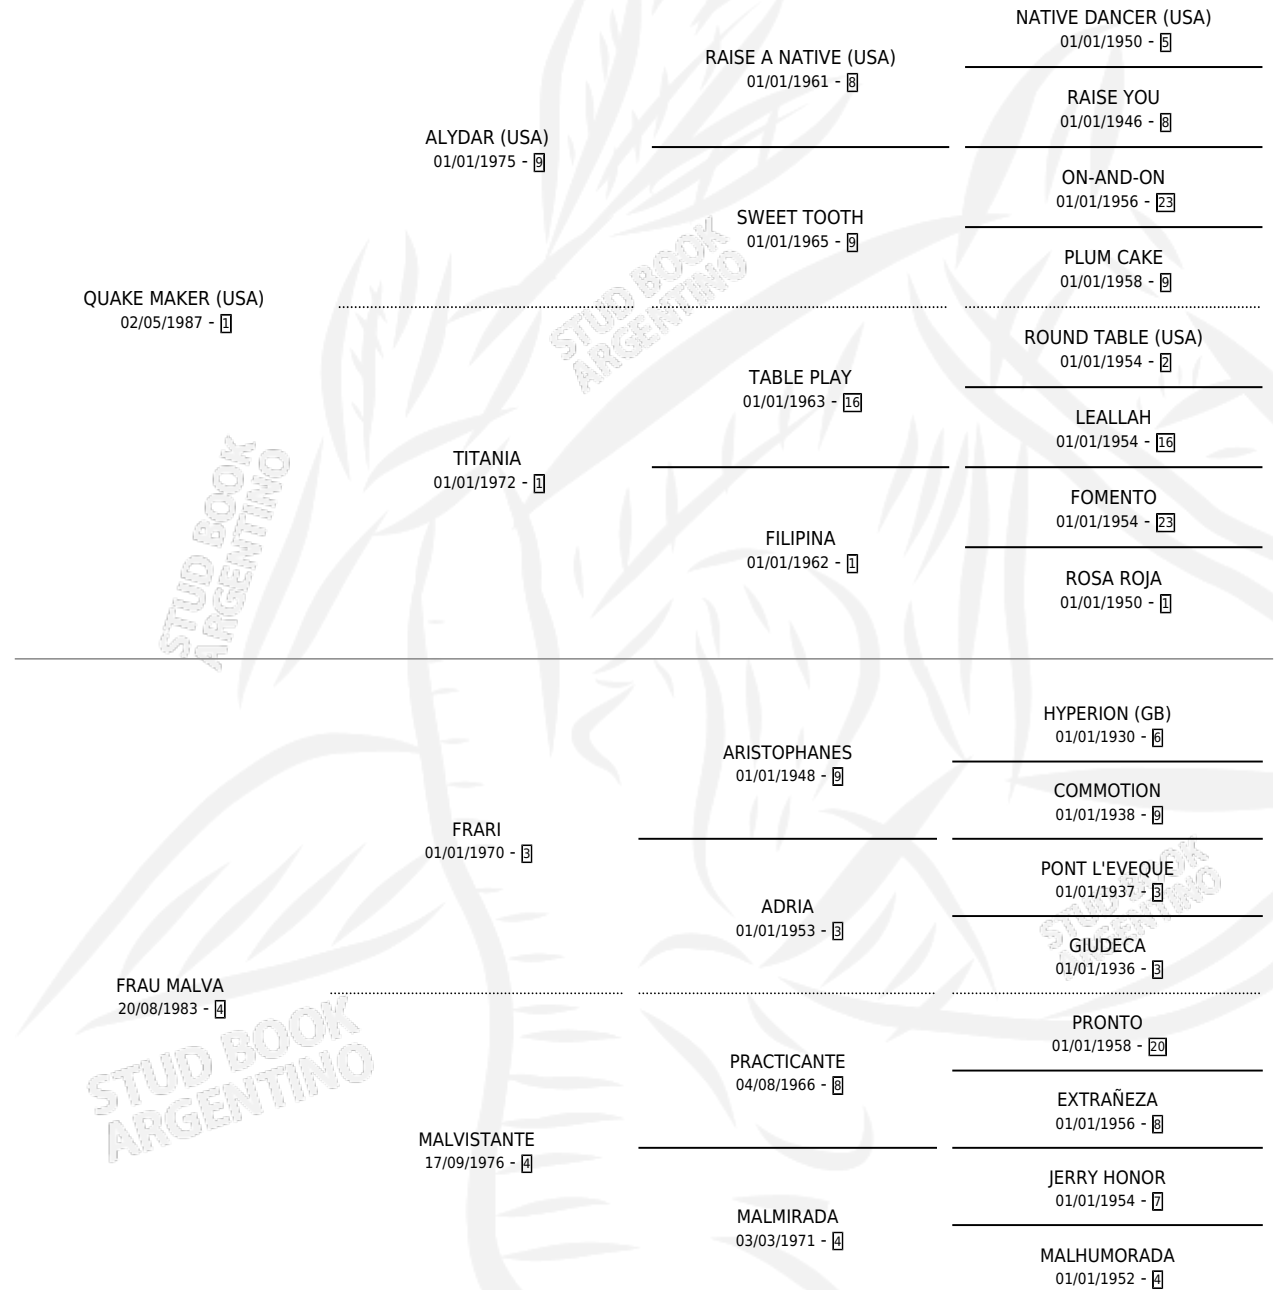 NATIVE DANCER (USA)
01/01/1950 - 5
RAISE A NATIVE (USA)
01/01/1961 - 8
RAISE YOU
01/01/1946 - 8
ALYDAR (USA)
01/01/1975 - 9
ON-AND-ON
01/01/1956 - 23
SWEET TOOTH
01/01/1965 - 9
PLUM CAKE
01/01/1958 - 9
QUAKE MAKER (USA)
02/05/1987 - 1
ROUND TABLE (USA)
01/01/1954 - 2
TABLE PLAY
01/01/1963 - 16
LEALLAH
01/01/1954 - 16
TITANIA
01/01/1972 - 1
FOMENTO
01/01/1954 - 23
FILIPINA
01/01/1962 - 1
ROSA ROJA
01/01/1950 - 1
HYPERION (GB)
01/01/1930 - 6
ARISTOPHANES
01/01/1948 - 9
COMMOTION
01/01/1938 - 9
FRARI
01/01/1970 - 3
PONT L'EVEQUE
01/01/1937 - 3
ADRIA
01/01/1953 - 3
GIUDECA
01/01/1936 - 3
FRAU MALVA
20/08/1983 - 4
PRONTO
01/01/1958 - 20
PRACTICANTE
04/08/1966 - 8
EXTRAÑEZA
01/01/1956 - 8
MALVISTANTE
17/09/1976 - 4
JERRY HONOR
01/01/1954 - 7
MALMIRADA
03/03/1971 - 4
MALHUMORADA
01/01/1952 - 4
STUD BOOK
ARGENTINO
STUD BOOK
ARGENTINO
STUD BOOK
ARGENTINO
STUD BOOK
ARGENTINO